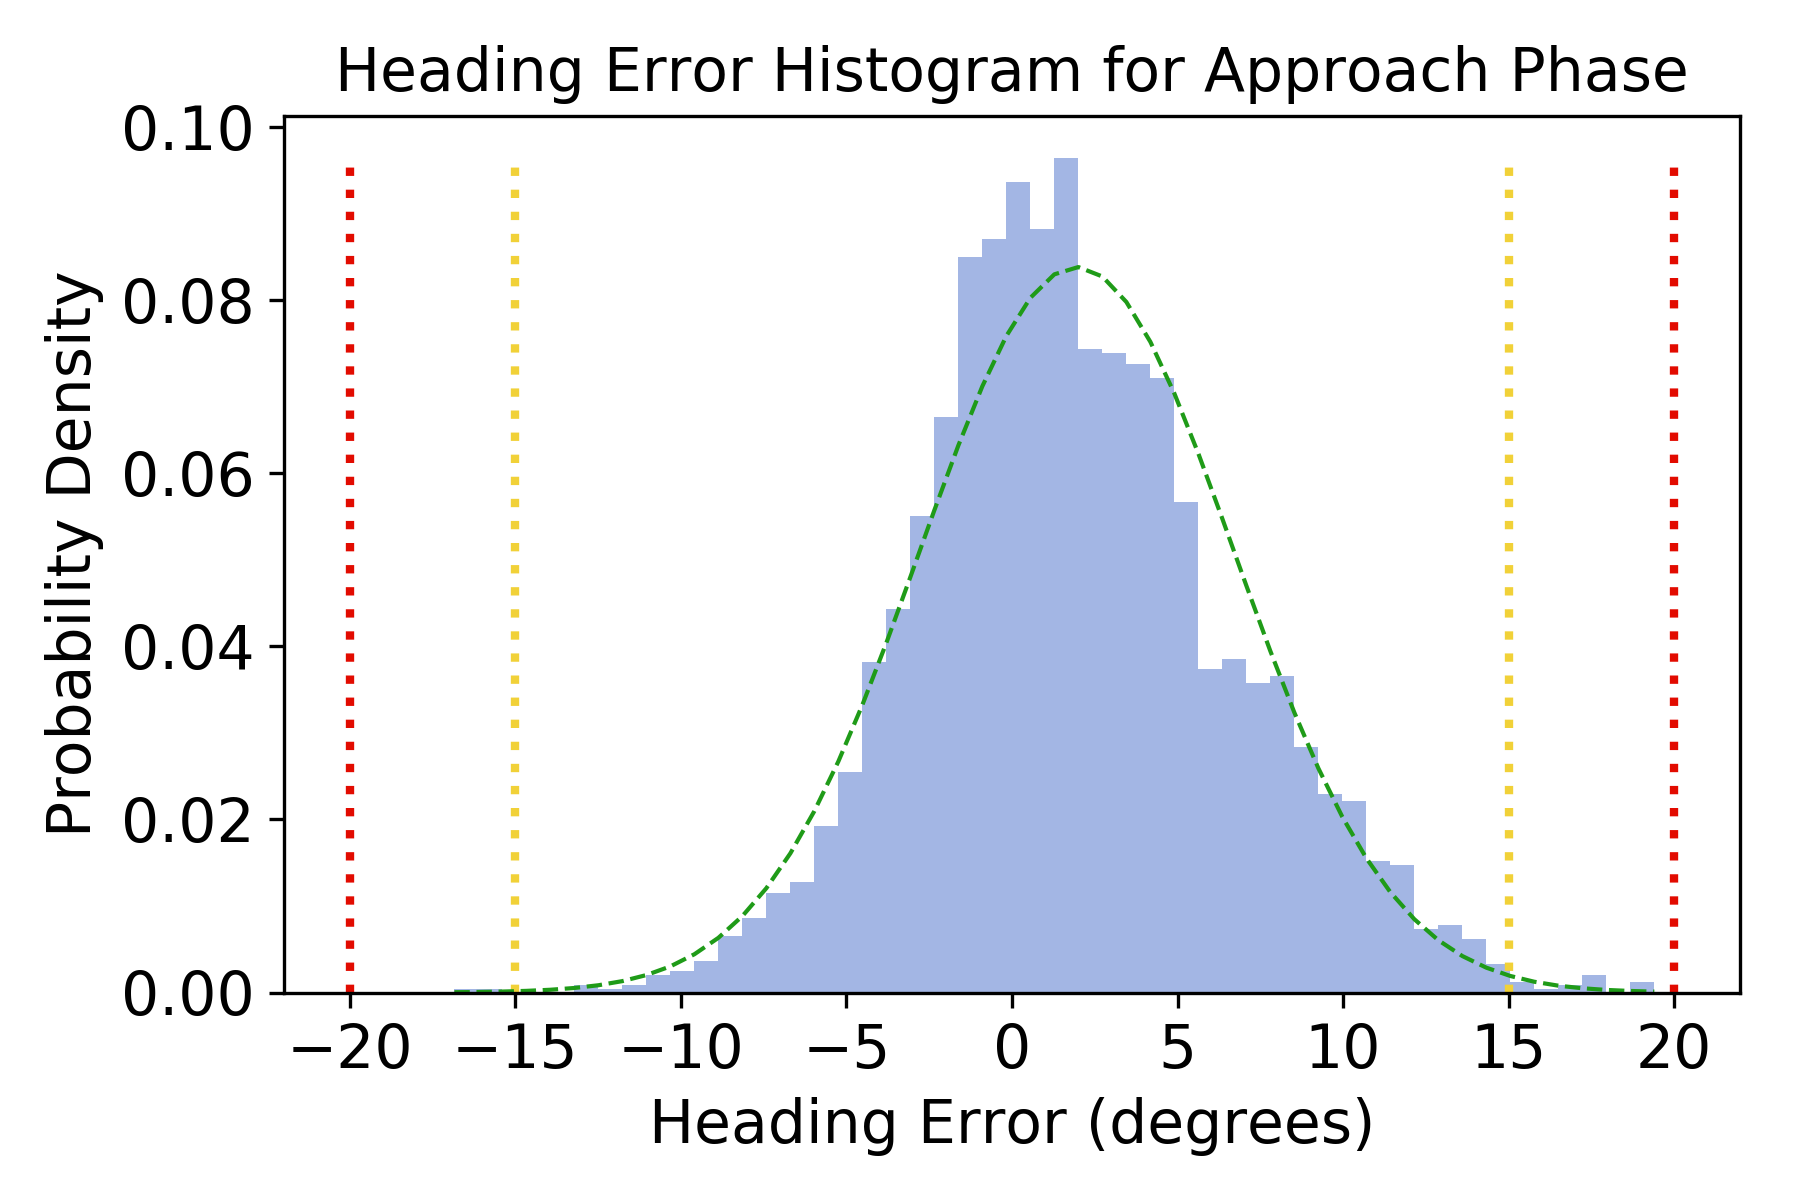 Heading Error Histogram for Approach Phase
0.10
0.08
0.06
0.04
0.02
0.00
Probability Density
−20 −15 −10 −5 0 5 10 15 20
Heading Error (degrees)